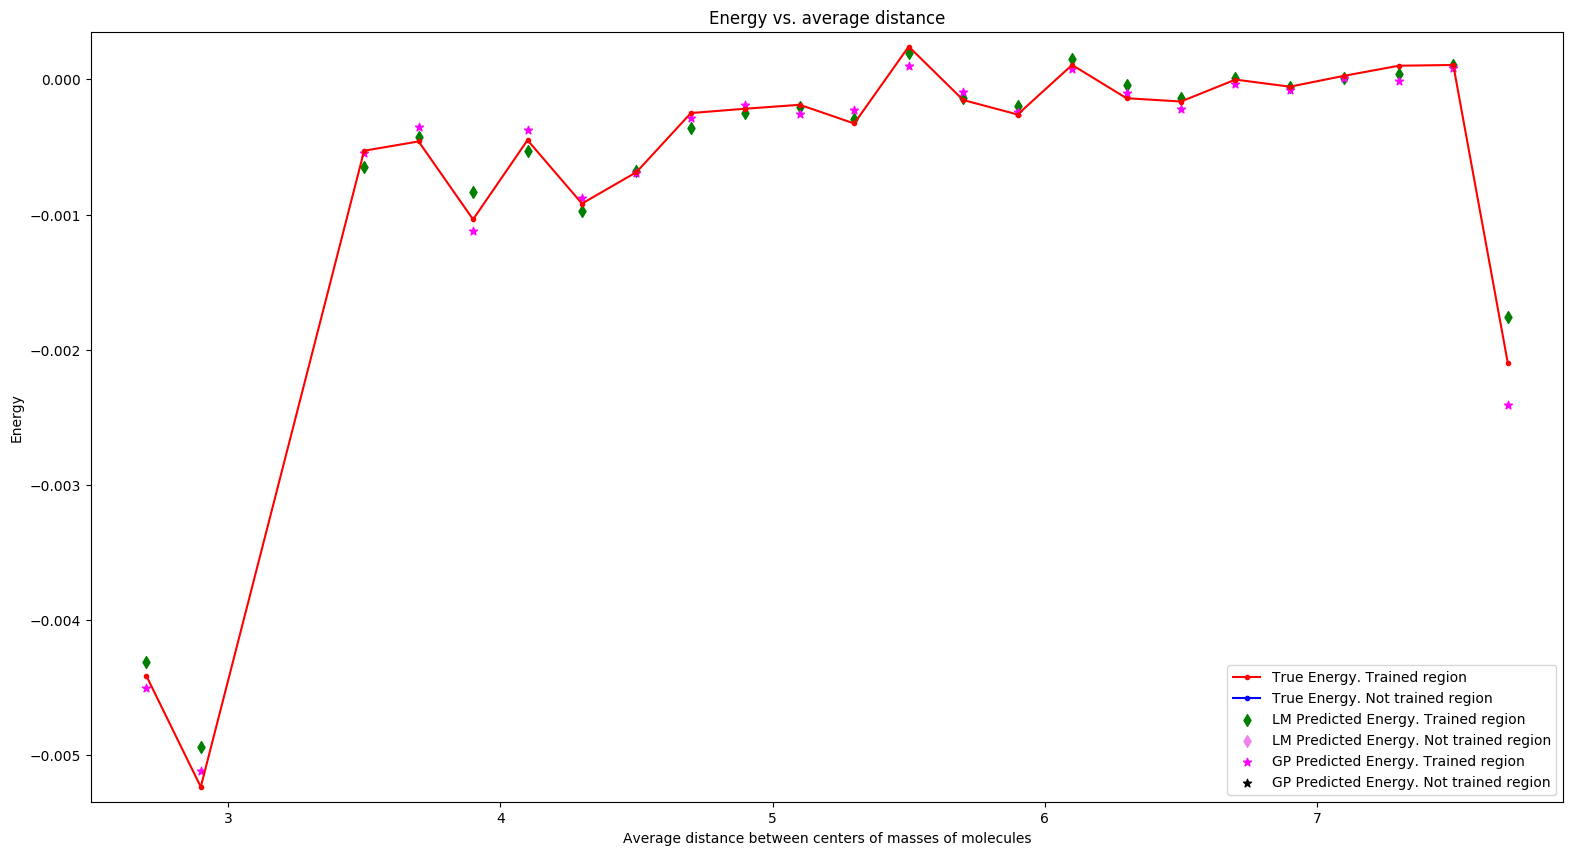 Energy vs. average distance
Energy
0.000
−0.001
−0.002
−0.003
−0.004
−0.005
3
4
5
6
7
Average distance between centers of masses of molecules
True Energy. Trained region
True Energy. Not trained region
LM Predicted Energy. Trained region
LM Predicted Energy. Not trained region
GP Predicted Energy. Trained region
GP Predicted Energy. Not trained region